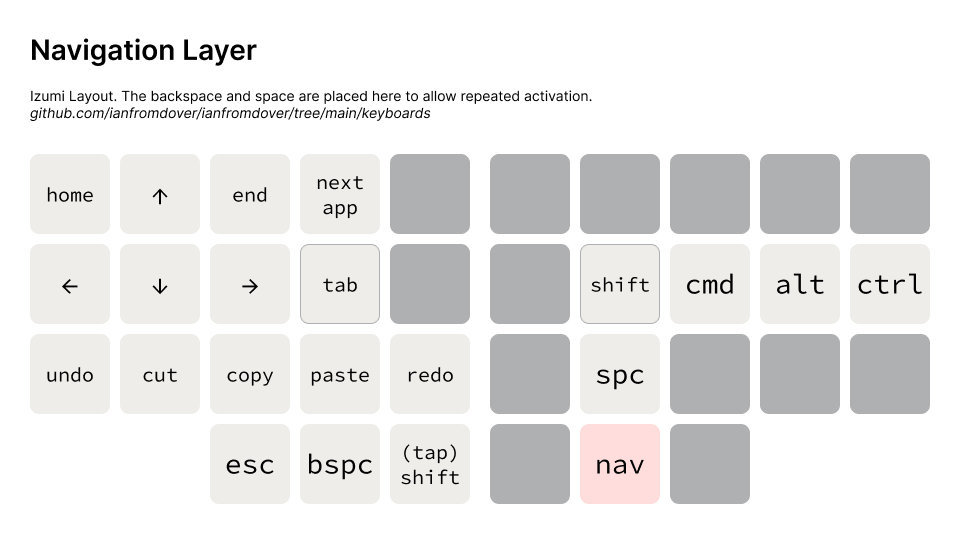 Navigation Layer
Izumi Layout. The backspace and space are placed here to allow repeated activation.
github.com/ianfromdover/ianfromdover/tree/main/keyboards
home ↑ end next app
← ↓ → tab shift cmd alt ctrl
undo cut copy paste redo spc
esc bspc (tap) shift nav